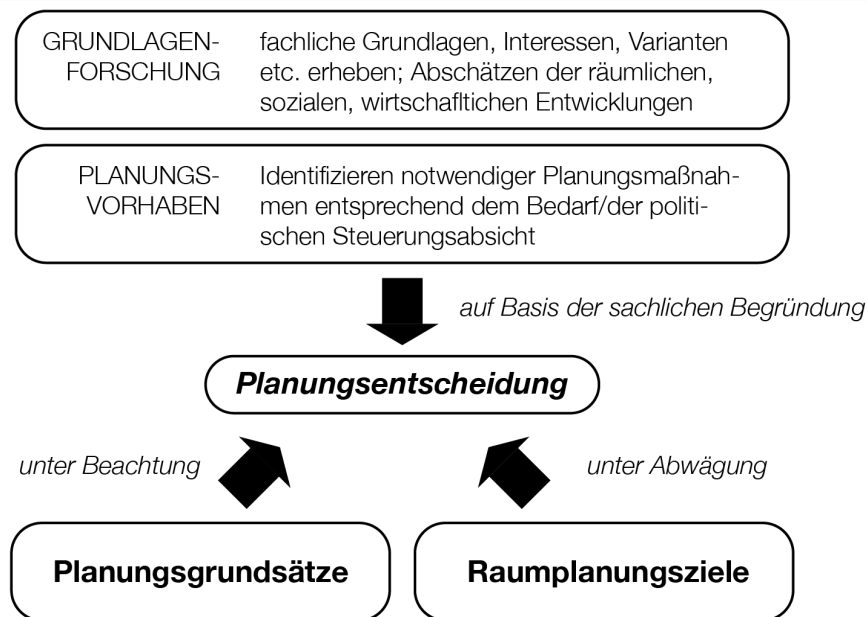 GRUNDLAGEN-
FORSCHUNG
fachliche Grundlagen, Interessen, Varianten
etc. erheben; Abschätzen der räumlichen,
sozialen, wirtschafltichen Entwicklungen
PLANUNGS-
VORHABEN
Identifizieren notwendiger Planungsmaßnah-
men entsprechend dem Bedarf/der politi-
schen Steuerungsabsicht
auf Basis der sachlichen Begründung
Planungsentscheidung
unter Beachtung
unter Abwägung
Planungsgrundsätze
Raumplanungsziele